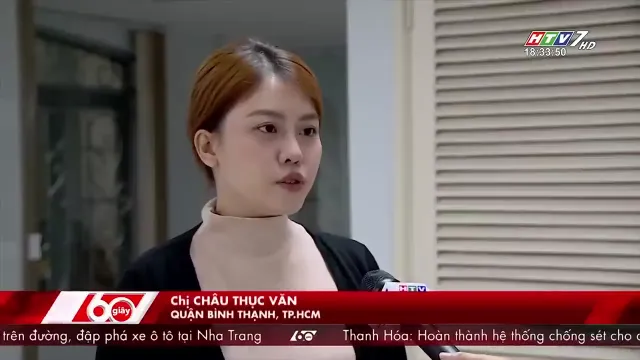 HTV7 HD
18:33:50
HTV
60 giây
Chị CHÂU THỤC VĂN
QUẬN BÌNH THẠNH, TP.HCM
trên đường, đập phá xe ô tô tại Nha Trang 60giây Thanh Hóa: Hoàn thành hệ thống chống sét cho